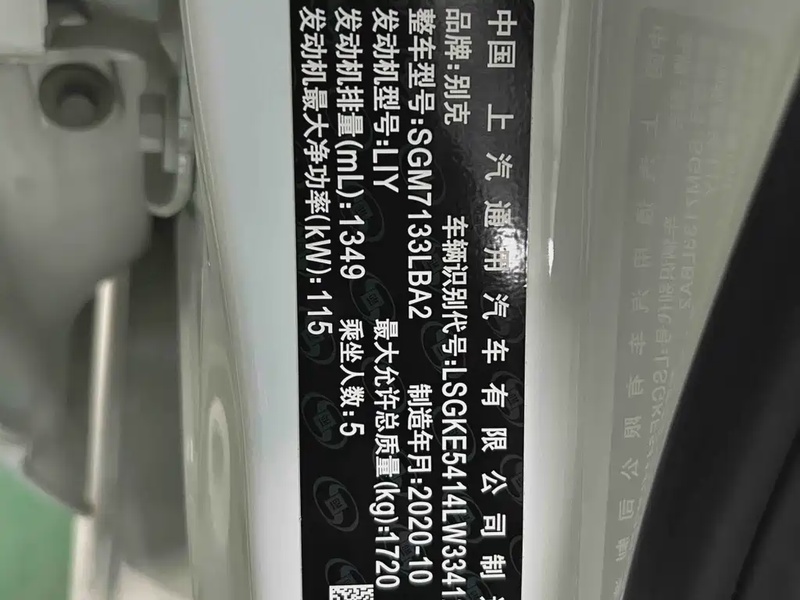 中国 上汽通用汽车有限公司制
品牌:别克 车辆识别代号:LSGKE5414LW3341
整车型号:SGM7133LBA2 制造年月:2020-10
发动机型号:LIY 最大允许总质量(kg):1720
发动机排量(mL):1349 乘坐人数:5
发动机最大净功率(kW):115